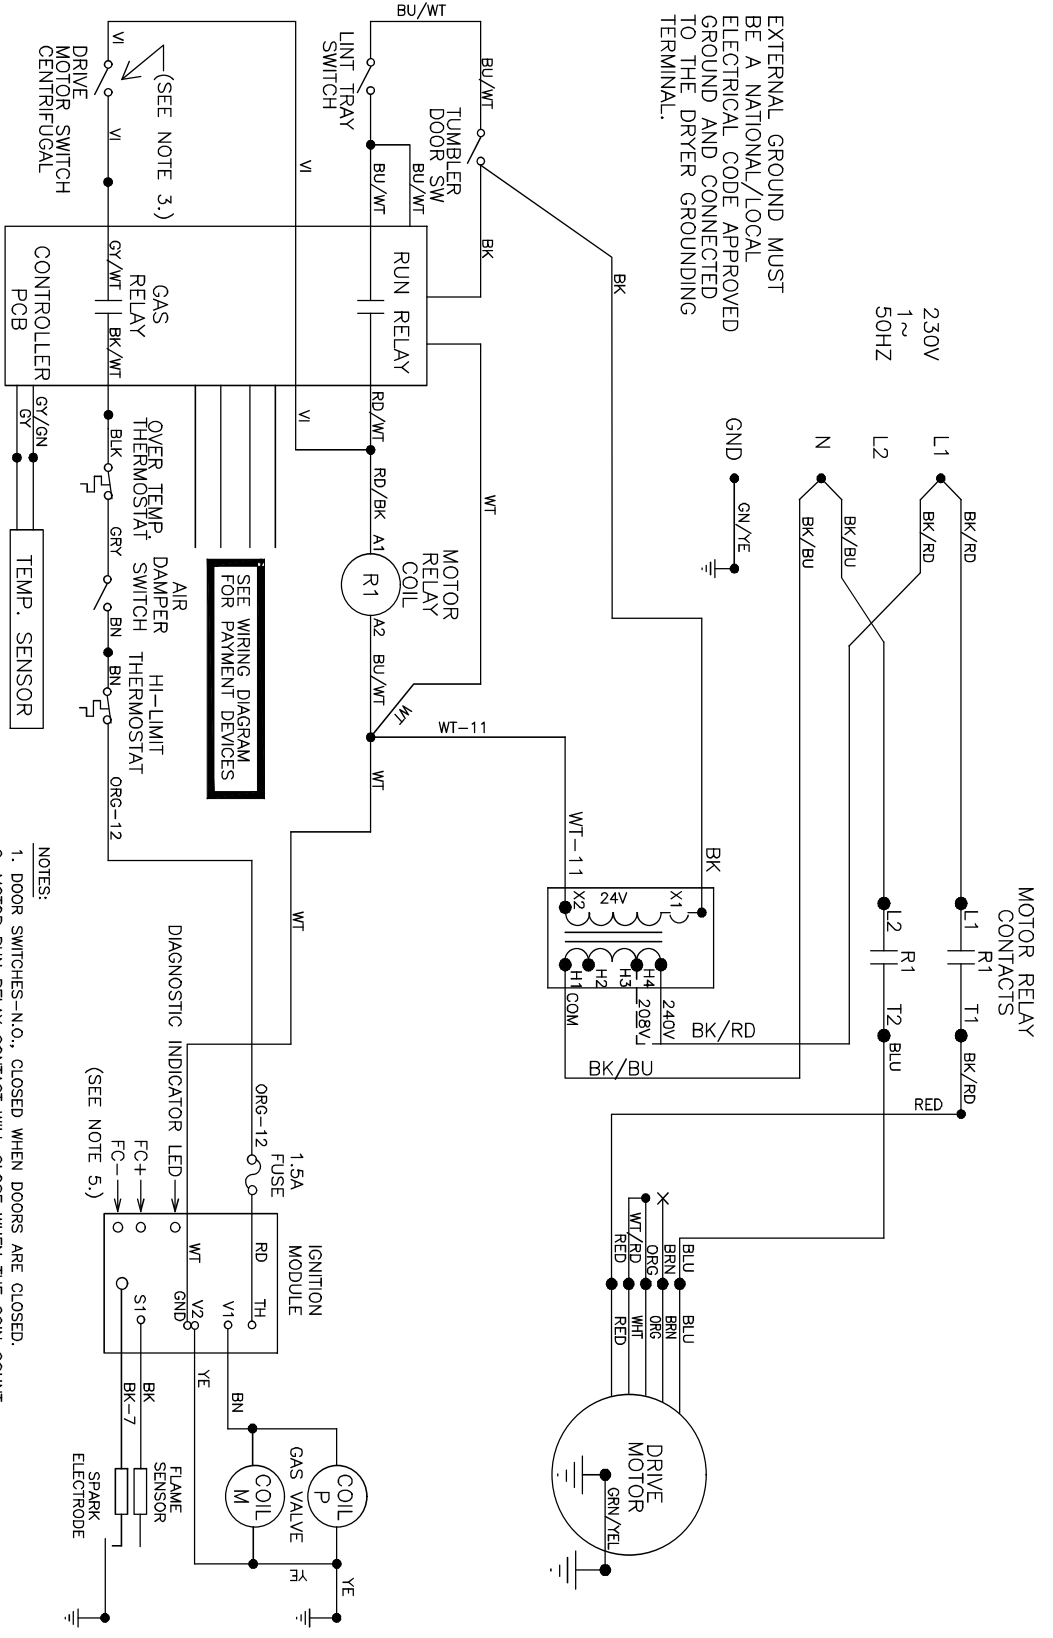 EXTERNAL GROUND MUST
BE A NATIONAL/LOCAL
ELECTRICAL CODE APPROVED
GROUND AND CONNECTED
TO THE DRYER GROUNDING
TERMINAL.
230V
1~
50HZ
L1
L2
N
GND
BK/RD
BK/RD
BK/BU
BK/BU
GN/YE
MOTOR RELAY
CONTACTS
L1
R1
T1
L2
R1
T2
BK/RD
BLU
RED
BK/RD
BK/BU
BU/WT
BU/WT
TUMBLER
DOOR SW
BK
BK
BK
LINT TRAY
SWITCH
BU/WT
BU/WT
RUN RELAY
RD/WT
RD/BK
A1
R1
A2
MOTOR
RELAY
COIL
BU/WT
WT
WT
WT-11
WT-11
WT
WT
X1
24V
X2
H4
H3
H2
H1
240V
208V
COM
VI
VI
VI
VI
(SEE NOTE 3.)
DRIVE
MOTOR SWITCH
CENTRIFUGAL
GY/WT
GAS
RELAY
BK/WT
CONTROLLER
PCB
GY/GN
GY
TEMP. SENSOR
BLK
OVER TEMP.
THERMOSTAT
GRY
AIR
DAMPER
SWITCH
BN
BN
HI-LIMIT
THERMOSTAT
ORG-12
SEE WIRING DIAGRAM
FOR PAYMENT DEVICES
ORG-12
1.5A
FUSE
DIAGNOSTIC INDICATOR LED
FC+
FC-
(SEE NOTE 5.)
IGNITION
MODULE
RD
TH
WT
V1
V2
GND
S1
BN
YE
BK
BK-7
COIL
P
COIL
M
GAS VALVE
YE
YE
FLAME
SENSOR
SPARK
ELECTRODE
BLU
BRN
ORG
WT/RD
RED
BLU
BRN
ORG
WHT
RED
DRIVE
MOTOR
GRN/YEL
NOTES:
1. DOOR SWITCHES-N.O., CLOSED WHEN DOORS ARE CLOSED.